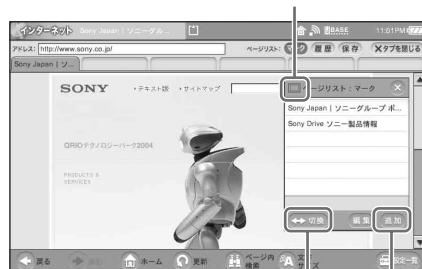 インターネット Sony Japan | ソニーグル... BASE 11:01PM
アドレス: http://www.sony.co.jp/ ページリスト: マーク 履歴 保存 ×タブを閉じる
Sony Japan | ソ...
SONY ・テキスト版 ・サイトマップ
ページリスト：マーク
Sony Japan | ソニーグループ ポ...
Sony Drive ソニー製品情報
QRIOテクノロジーパーク2004
PRODUCTS &
SERVICES
切換 編集 追加
戻る ホーム 更新 ページ内検索 文字サイズ 設定一覧